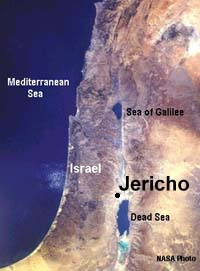 Mediterranean
Sea
Sea of Galilee
Israel
Jericho
Dead Sea
NASA Photo